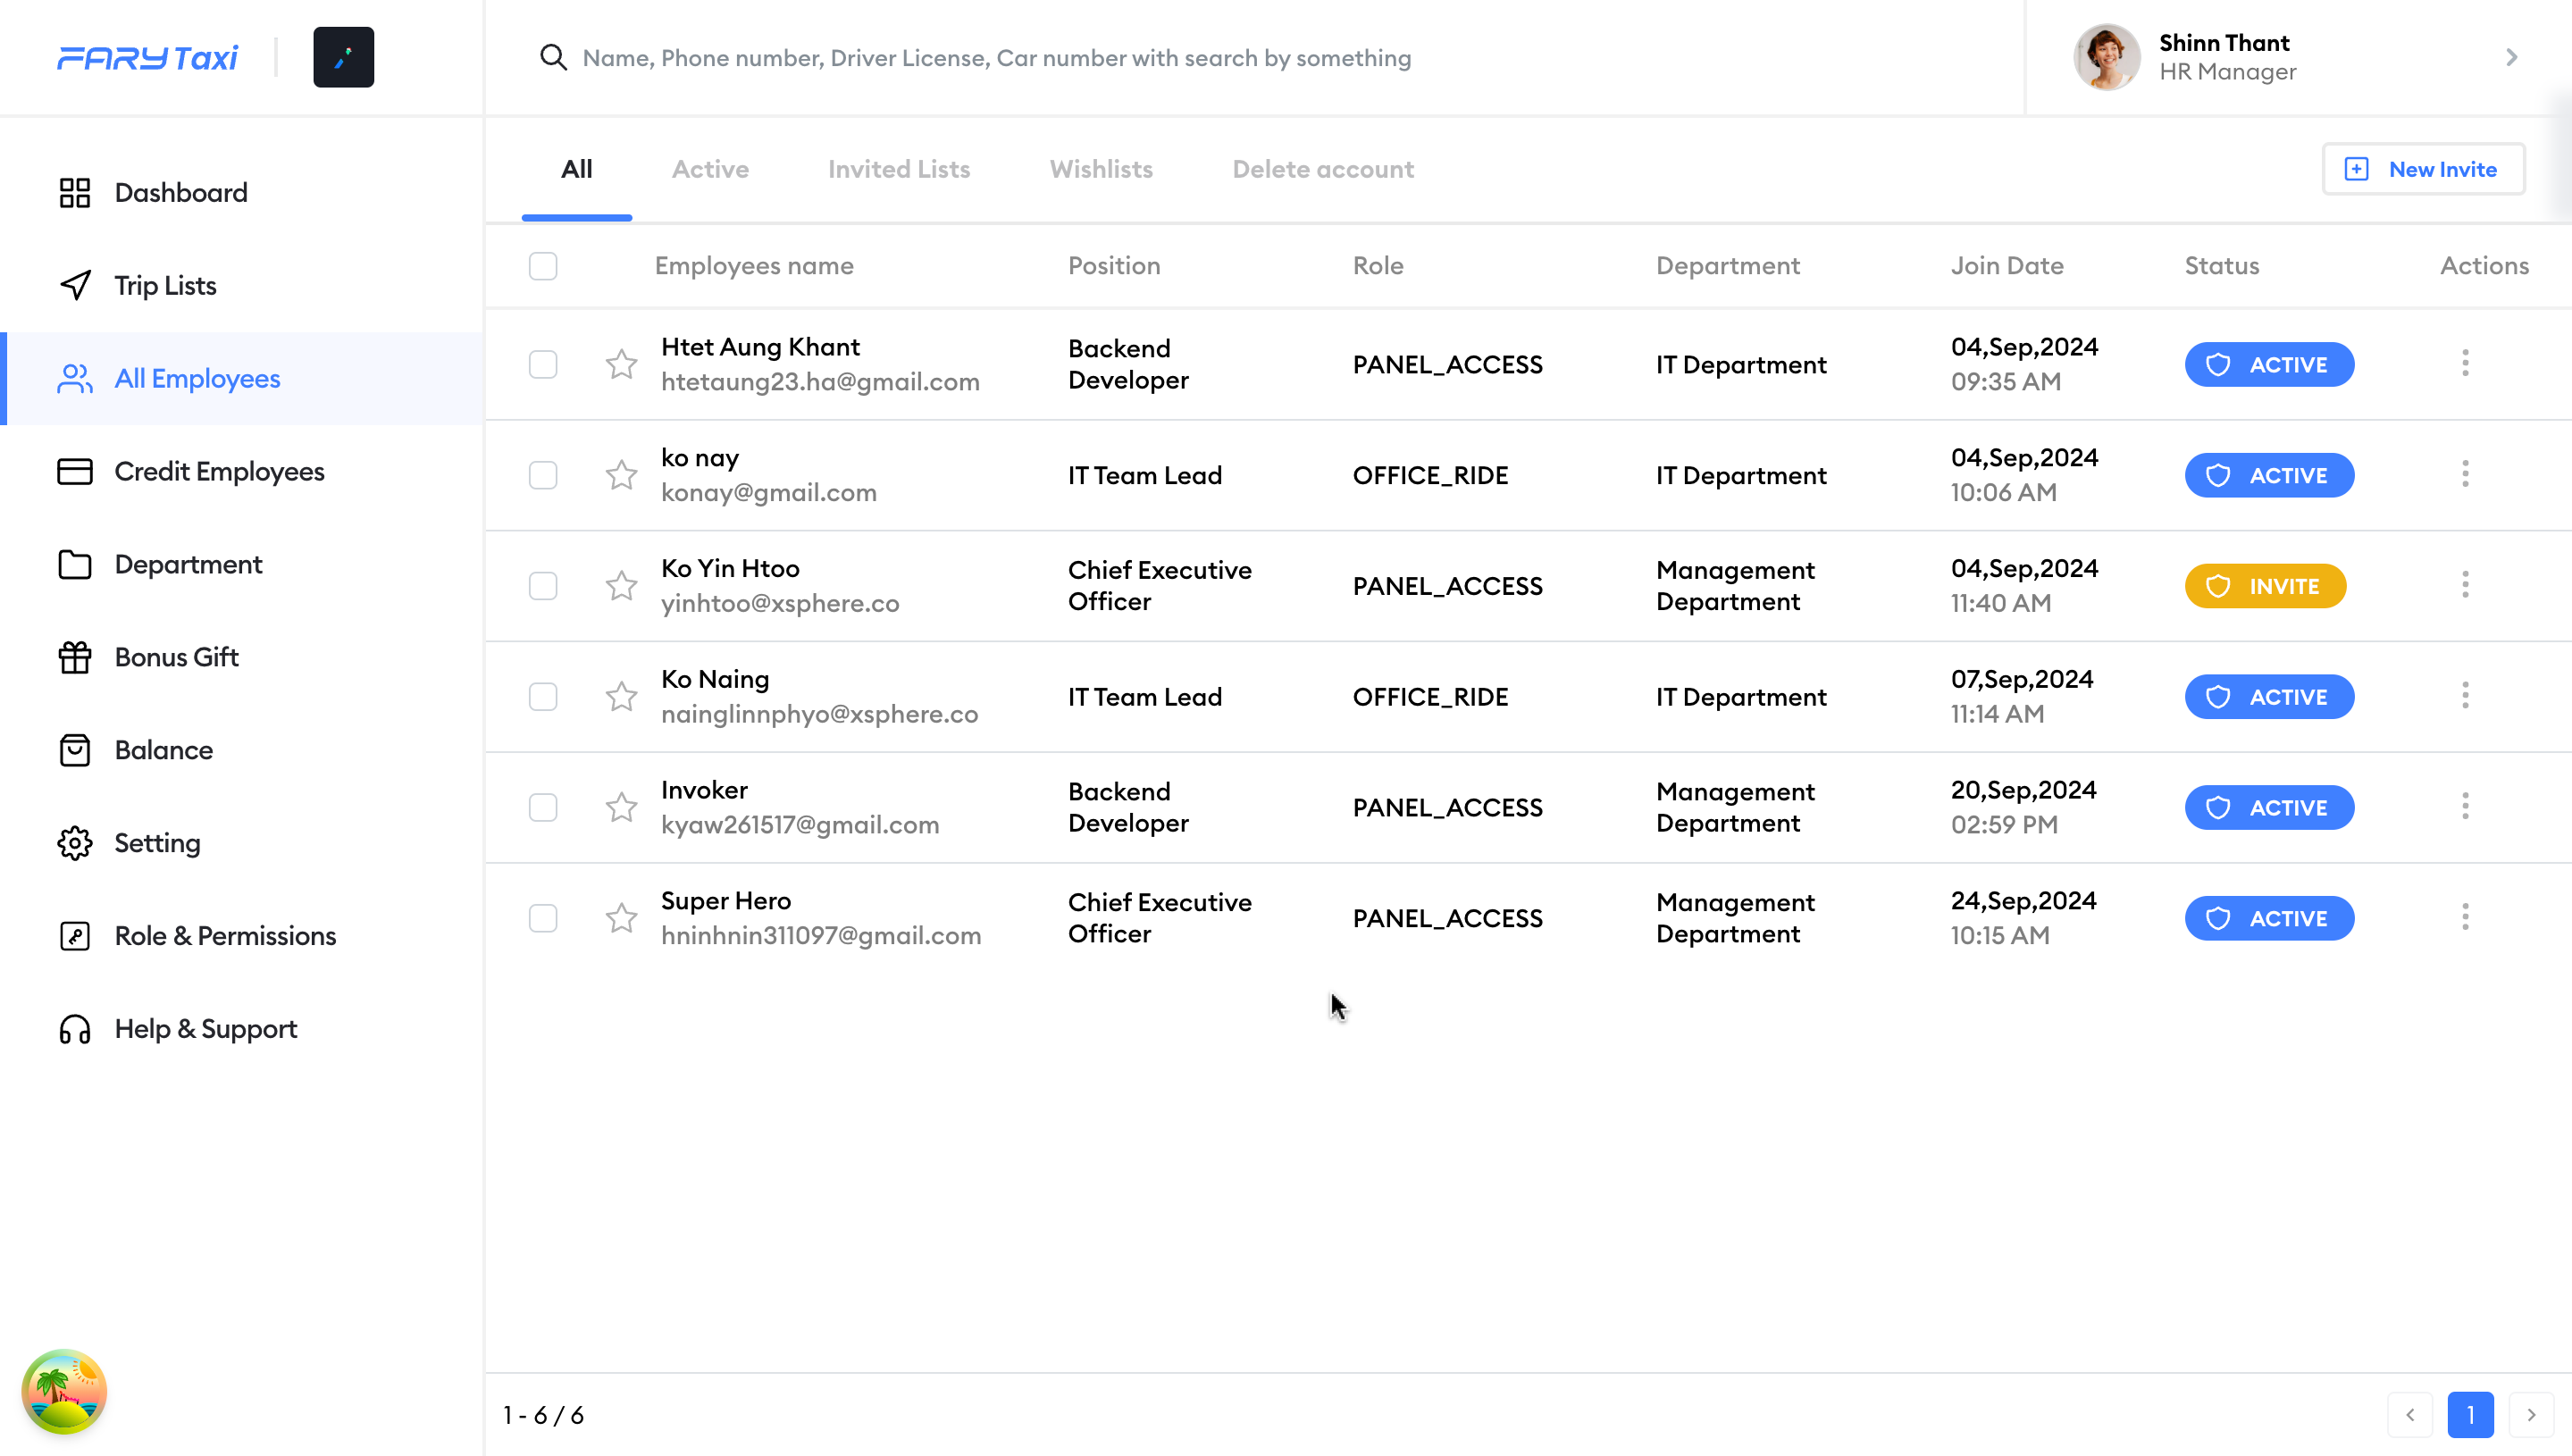 FARY Taxi
Name, Phone number, Driver License, Car number with search by something
Shinn Thant
HR Manager
Dashboard
Trip Lists
All Employees
Credit Employees
Department
Bonus Gift
Balance
Setting
Role & Permissions
Help & Support
All Active Invited Lists Wishlists Delete account New Invite
Employees name Position Role Department Join Date Status Actions
Htet Aung Khant
htetaung23.ha@gmail.com
Backend
Developer
PANEL_ACCESS
IT Department
04,Sep,2024
09:35 AM
ACTIVE
ko nay
konay@gmail.com
IT Team Lead
OFFICE_RIDE
IT Department
04,Sep,2024
10:06 AM
ACTIVE
Ko Yin Htoo
yinhtoo@xsphere.co
Chief Executive
Officer
PANEL_ACCESS
Management
Department
04,Sep,2024
11:40 AM
INVITE
Ko Naing
nainglinnphyo@xsphere.co
IT Team Lead
OFFICE_RIDE
IT Department
07,Sep,2024
11:14 AM
ACTIVE
Invoker
kyaw261517@gmail.com
Backend
Developer
PANEL_ACCESS
Management
Department
20,Sep,2024
02:59 PM
ACTIVE
Super Hero
hninhnin311097@gmail.com
Chief Executive
Officer
PANEL_ACCESS
Management
Department
24,Sep,2024
10:15 AM
ACTIVE
1 - 6 / 6
1